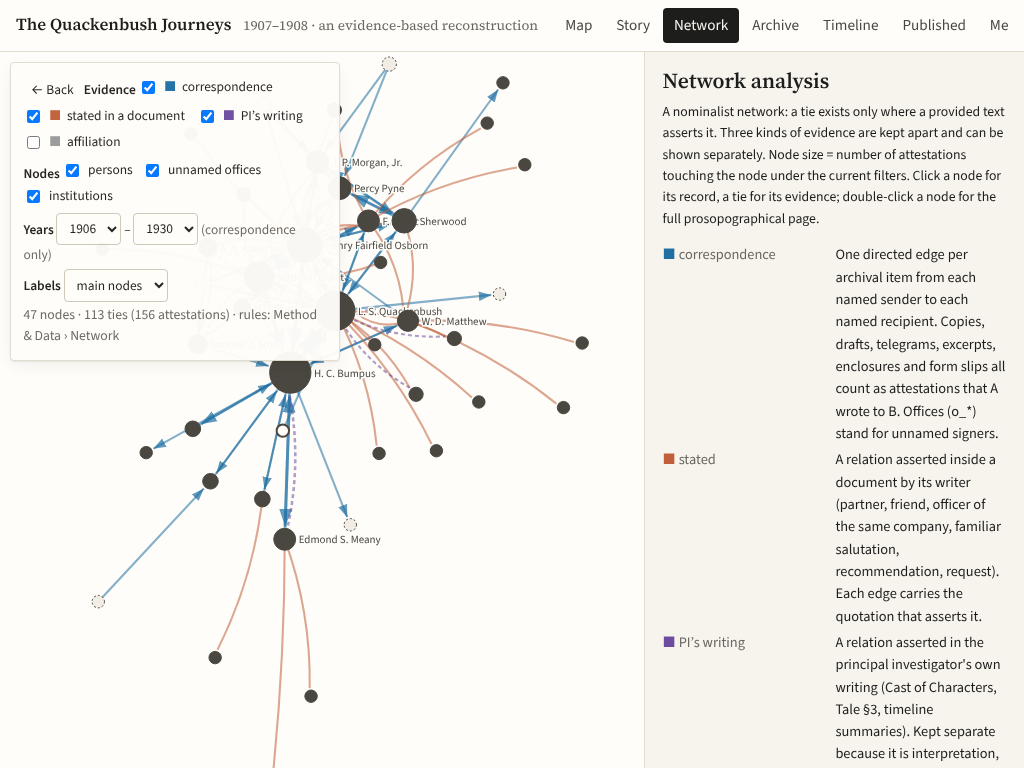 The Quackenbush Journeys 1907–1908 · an evidence-based reconstruction
Map Story Network Archive Timeline Published Me
← Back Evidence correspondence
stated in a document PI's writing
affiliation
Nodes persons unnamed offices
institutions
Years 1906 – 1930 (correspondence
only)
Labels main nodes
47 nodes · 113 ties (156 attestations) · rules: Method
& Data › Network
P. Morgan, Jr.
Percy Pyne
F. Sherwood
nry Fairfield Osborn
L. S. Quackenbush
W. D. Matthew
H. C. Bumpus
Edmond S. Meany
Network analysis
A nominalist network: a tie exists only where a provided text
asserts it. Three kinds of evidence are kept apart and can be
shown separately. Node size = number of attestations
touching the node under the current filters. Click a node for
its record, a tie for its evidence; double-click a node for the
full prosopographical page.
correspondence
One directed edge per
archival item from each
named sender to each
named recipient. Copies,
drafts, telegrams, excerpts,
enclosures and form slips all
count as attestations that A
wrote to B. Offices (o_*)
stand for unnamed signers.
stated
A relation asserted inside a
document by its writer
(partner, friend, officer of
the same company, familiar
salutation,
recommendation, request).
Each edge carries the
quotation that asserts it.
PI's writing
A relation asserted in the
principal investigator's own
writing (Cast of Characters,
Tale §3, timeline
summaries). Kept separate
because it is interpretation,